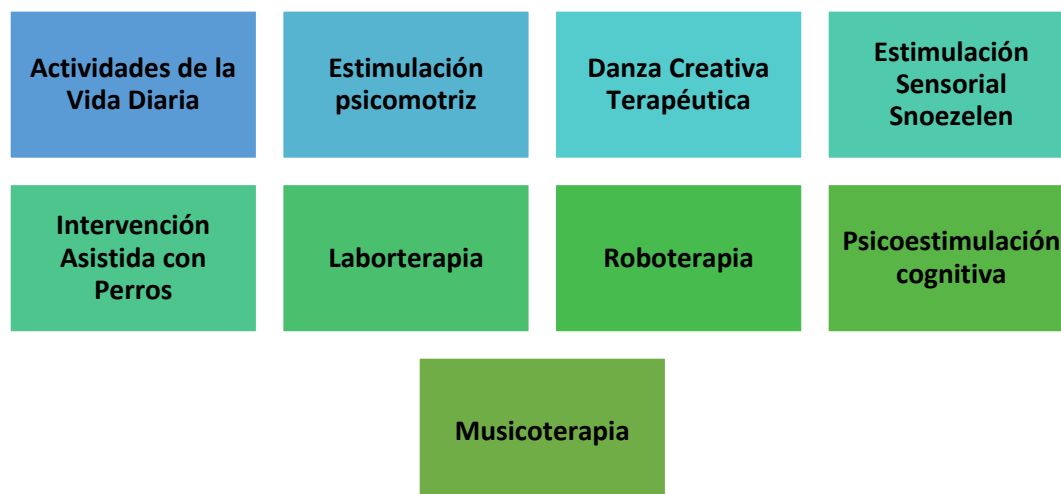 Actividades de la
Vida Diaria
Estimulación
psicomotriz
Danza Creativa
Terapéutica
Estimulación
Sensorial
Snoezelen
Intervención
Asistida con
Perros
Laborterapia
Roboterapia
Psicoestimulación
cognitiva
Musicoterapia